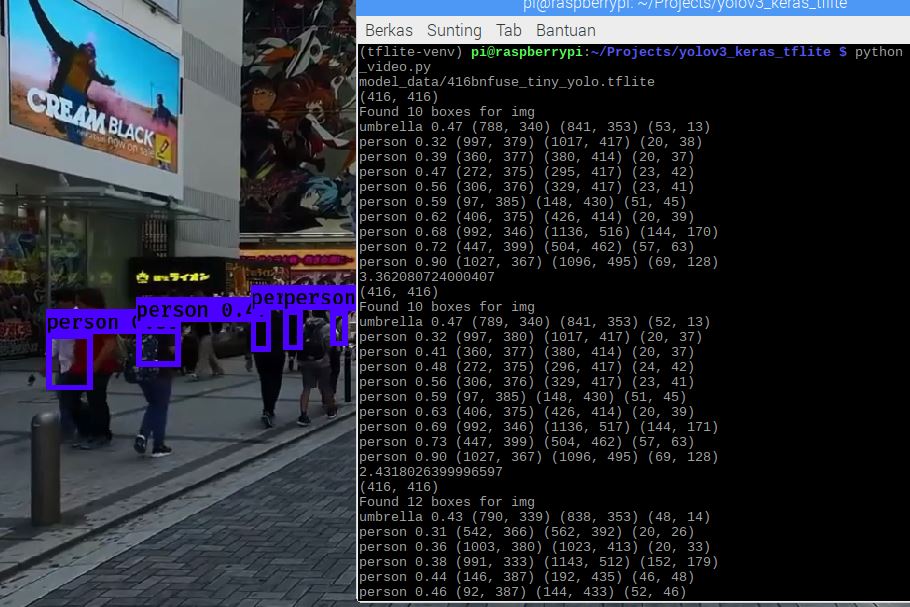 pi@raspberrypi: ~/Projects/yolov3_keras_tflite
Berkas Sunting Tab Bantuan
(tflite-venv) pi@raspberrypi:~/Projects/yolov3_keras_tflite $ python
_video.py
model_data/416bnfuse_tiny_yolo.tflite
(416, 416)
Found 10 boxes for img
umbrella 0.47 (788, 340) (841, 353) (53, 13)
person 0.32 (997, 379) (1017, 417) (20, 38)
person 0.39 (360, 377) (380, 414) (20, 37)
person 0.47 (272, 375) (295, 417) (23, 42)
person 0.56 (306, 376) (329, 417) (23, 41)
person 0.59 (97, 385) (148, 430) (51, 45)
person 0.62 (406, 375) (426, 414) (20, 39)
person 0.68 (992, 346) (1136, 516) (144, 170)
person 0.72 (447, 399) (504, 462) (57, 63)
person 0.90 (1027, 367) (1096, 495) (69, 128)
3.362080724000407
(416, 416)
Found 10 boxes for img
umbrella 0.47 (789, 340) (841, 353) (52, 13)
person 0.32 (997, 380) (1017, 417) (20, 37)
person 0.41 (360, 377) (380, 414) (20, 37)
person 0.48 (272, 375) (296, 417) (24, 42)
person 0.56 (306, 376) (329, 417) (23, 41)
person 0.59 (97, 385) (148, 430) (51, 45)
person 0.63 (406, 375) (426, 414) (20, 39)
person 0.69 (992, 346) (1136, 517) (144, 171)
person 0.73 (447, 399) (504, 462) (57, 63)
person 0.90 (1027, 367) (1096, 495) (69, 128)
2.4318026399996597
(416, 416)
Found 12 boxes for img
umbrella 0.43 (790, 339) (838, 353) (48, 14)
person 0.31 (542, 366) (562, 392) (20, 26)
person 0.36 (1003, 380) (1023, 413) (20, 33)
person 0.38 (991, 333) (1143, 512) (152, 179)
person 0.44 (146, 387) (192, 435) (46, 48)
person 0.46 (92, 387) (144, 433) (52, 46)
CREAM BLACK
now on sale
ライオン
person
person 0.4
person